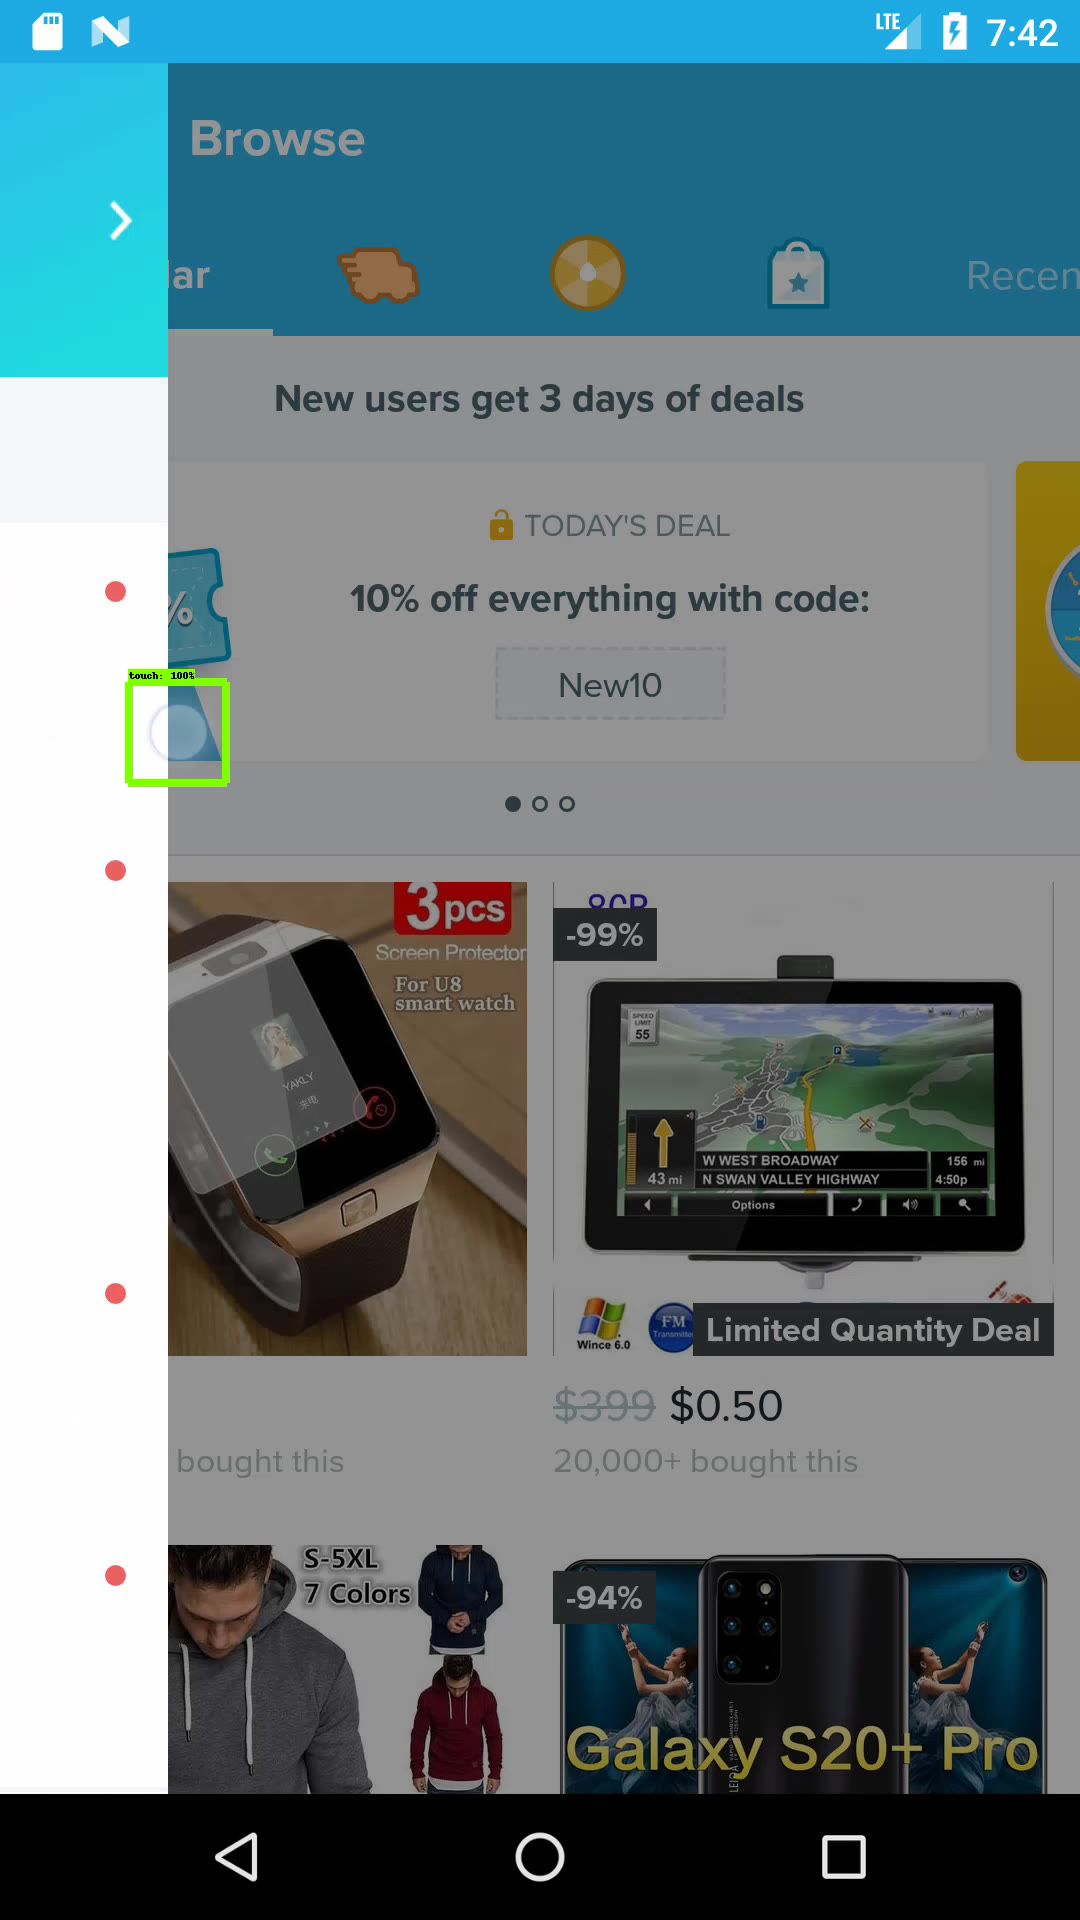 LTE 7:42
Browse
lar
Recen
New users get 3 days of deals
TODAY'S DEAL
%
10% off everything with code:
touch: 100%
New10
3pcs
Screen Protector
For U8
smart watch
YAKLY
来电
8GB
-99%
SPEED
LIMIT
55
W WEST BROADWAY 156 mi
43 mi N SWAN VALLEY HIGHWAY 4:50p
Options
Wince 6.0
FM
Transmitter
Limited Quantity Deal
$399 $0.50
bought this
20,000+ bought this
S-5XL
7 Colors
-94%
Galaxy S20+ Pro